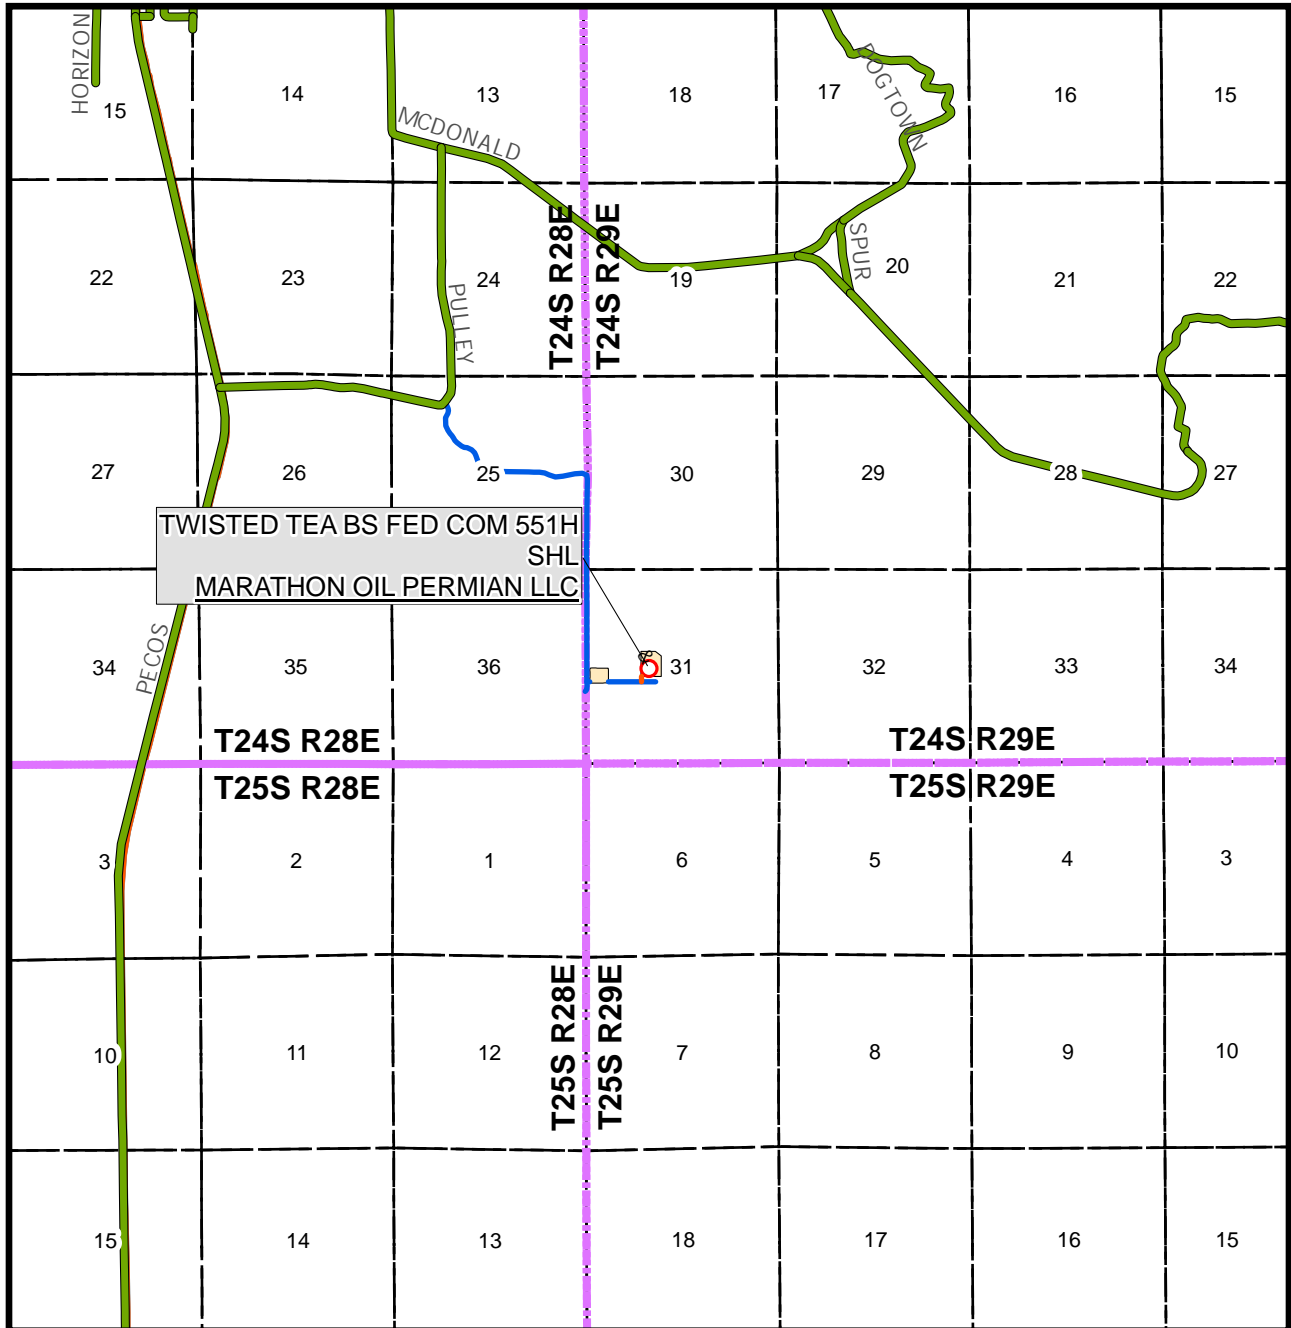 HORIZON
15
14
13
18
17
DOGTOWN
16
15
MCDONALD
22
23
24
PULLEY
T24S R28E
T24S R29E
19
SPUR
20
21
22
27
26
25
30
29
28
27
TWISTED TEA BS FED COM 551H
SHL
MARATHON OIL PERMIAN LLC
34
PECOS
35
36
31
32
33
34
T24S R28E
T24S R29E
T25S R28E
T25S R29E
3
2
1
6
5
4
3
T25S R28E
T25S R29E
10
11
12
7
8
9
10
15
14
13
18
17
16
15